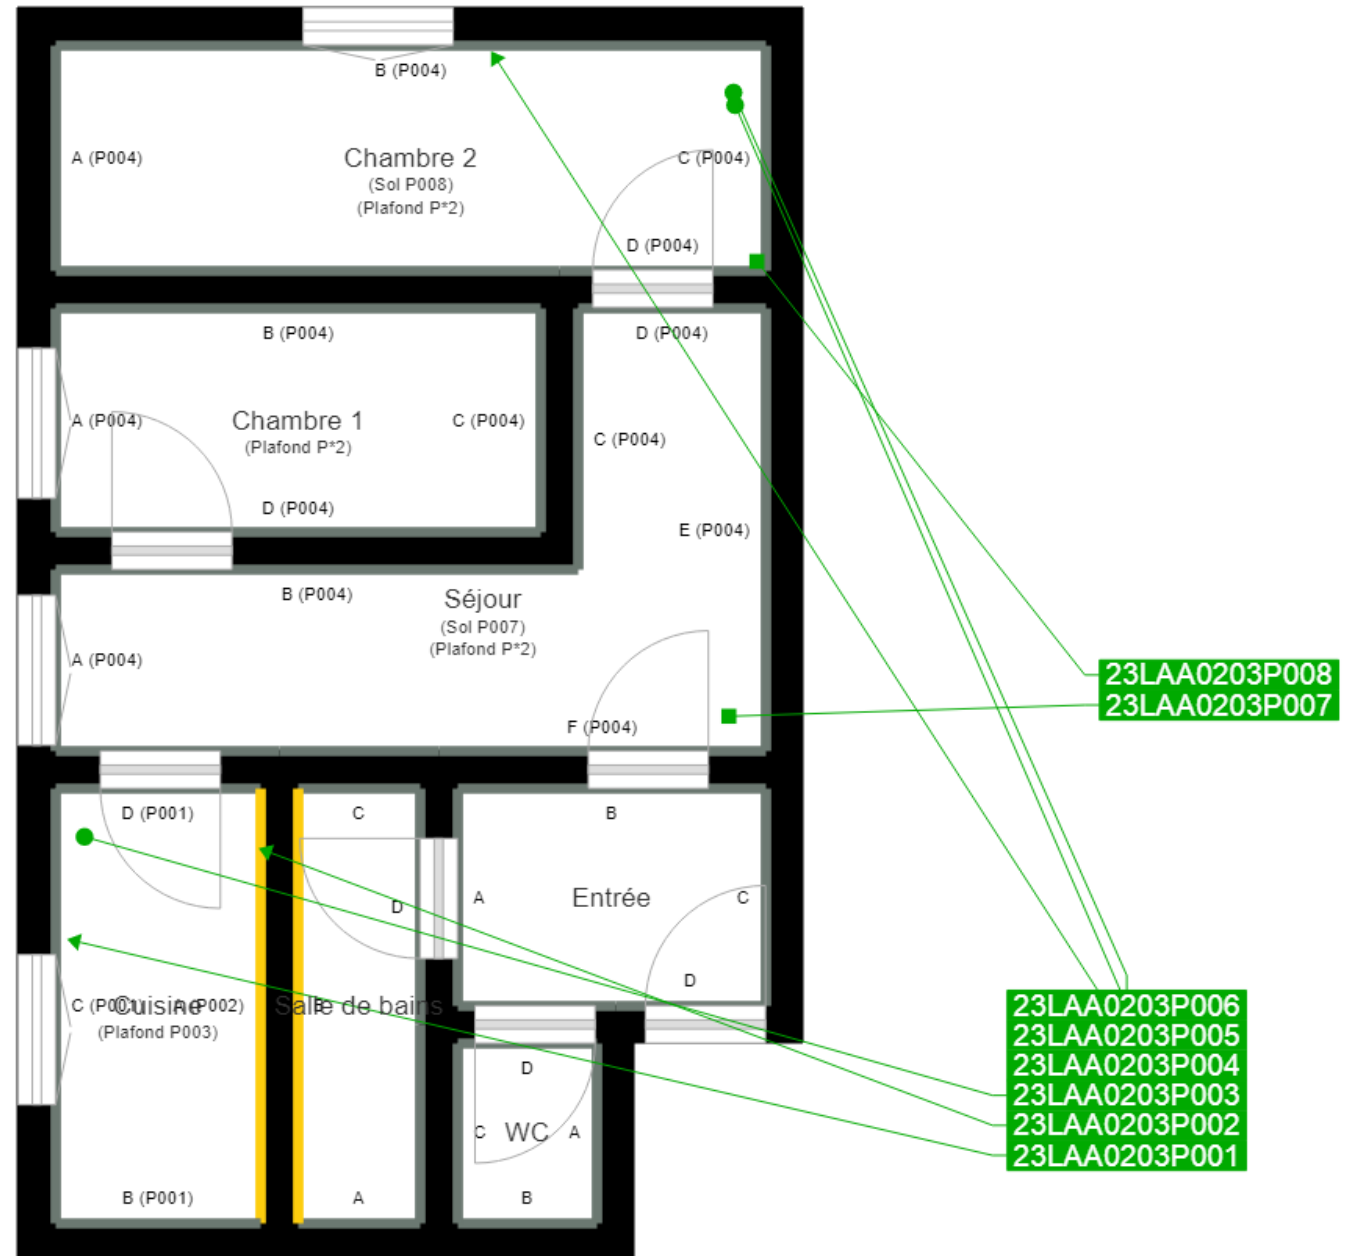 B (P004)
A (P004)
Chambre 2
C (P004)
(Sol P008)
(Plafond P*2)
D (P004)
B (P004)
A (P004)
Chambre 1
C (P004)
(Plafond P*2)
D (P004)
D (P004)
C (P004)
E (P004)
B (P004)
Séjour
(Sol P007)
(Plafond P*2)
A (P004)
F (P004)
23LAA0203P008
23LAA0203P007
D (P001)
C (P001)
Cuisine
A (P002)
(Plafond P003)
B (P001)
C
D
Salle de bains
B
A
B
A
Entrée
C
D
D
C
WC
A
B
23LAA0203P006
23LAA0203P005
23LAA0203P004
23LAA0203P003
23LAA0203P002
23LAA0203P001